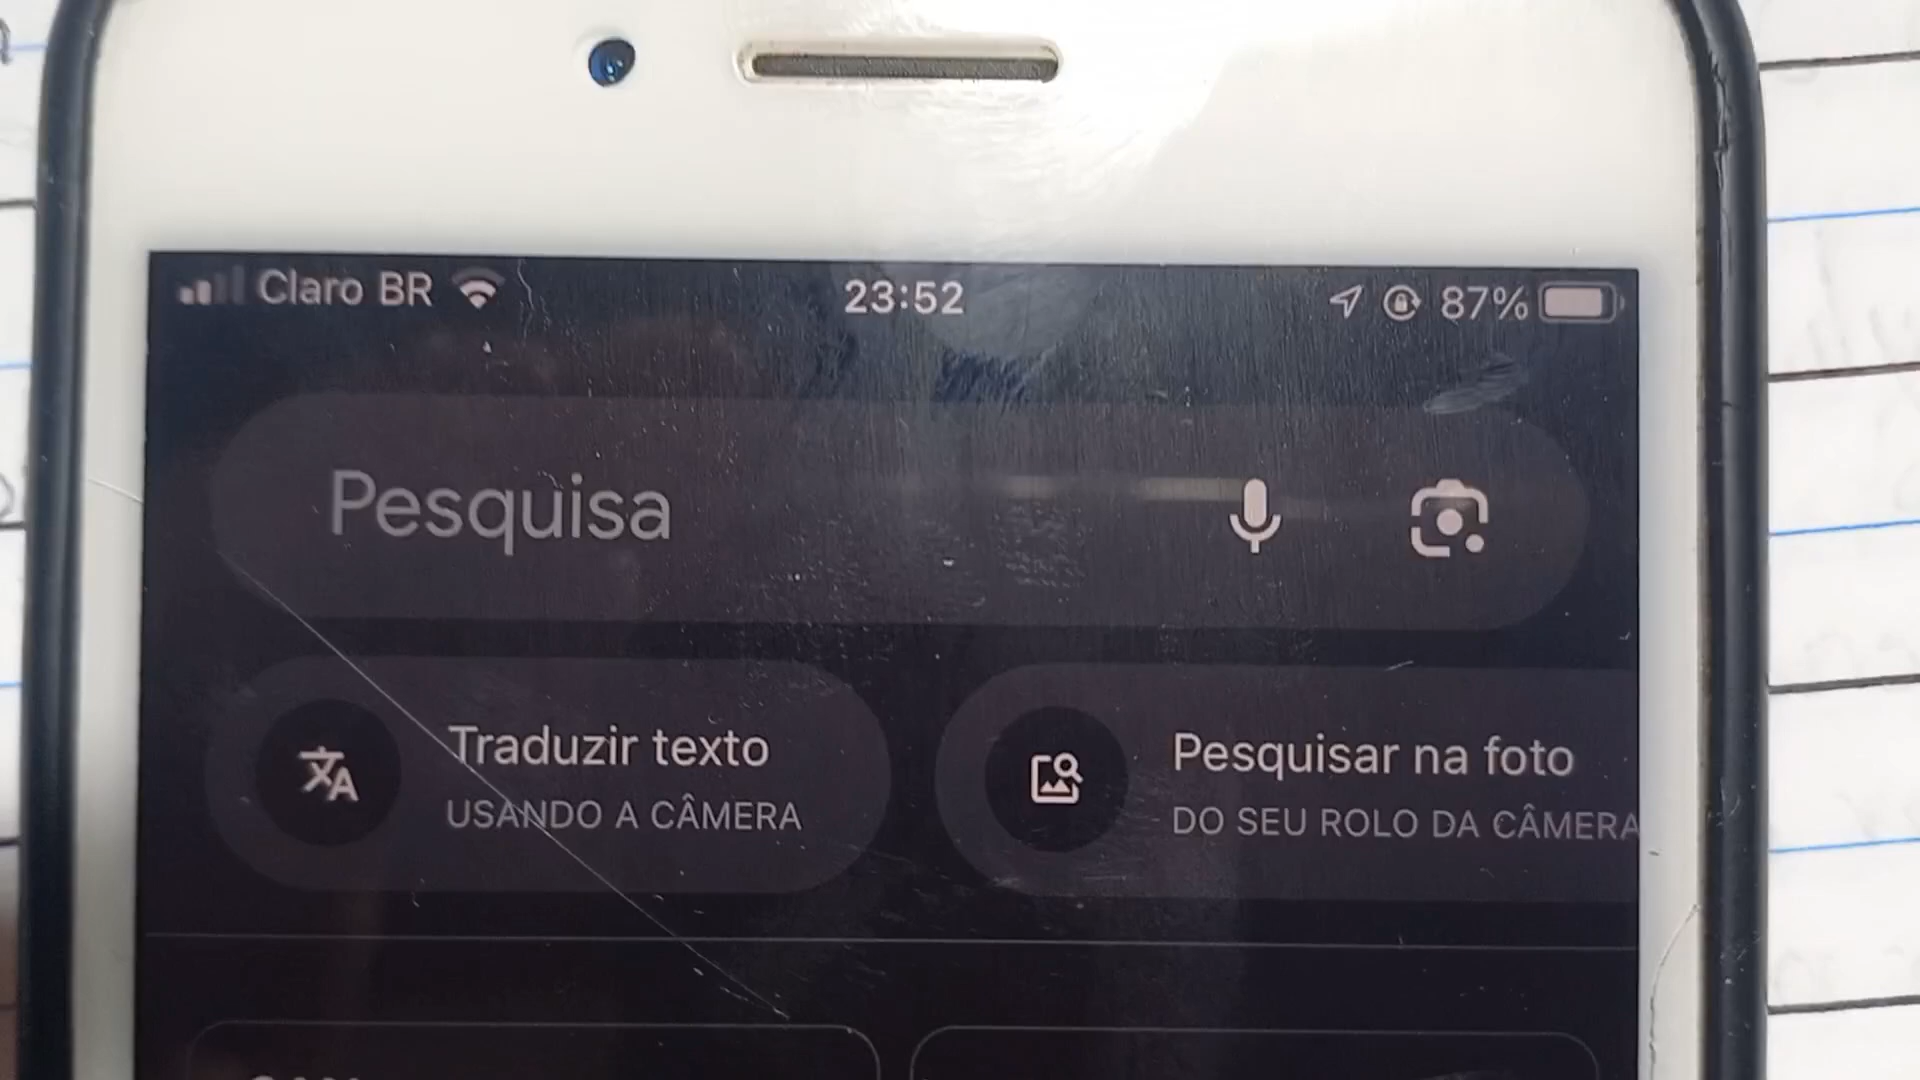 Claro BR 23:52 87%
Pesquisa
Traduzir texto
USANDO A CÂMERA
Pesquisar na foto
DO SEU ROLO DA CÂMERA